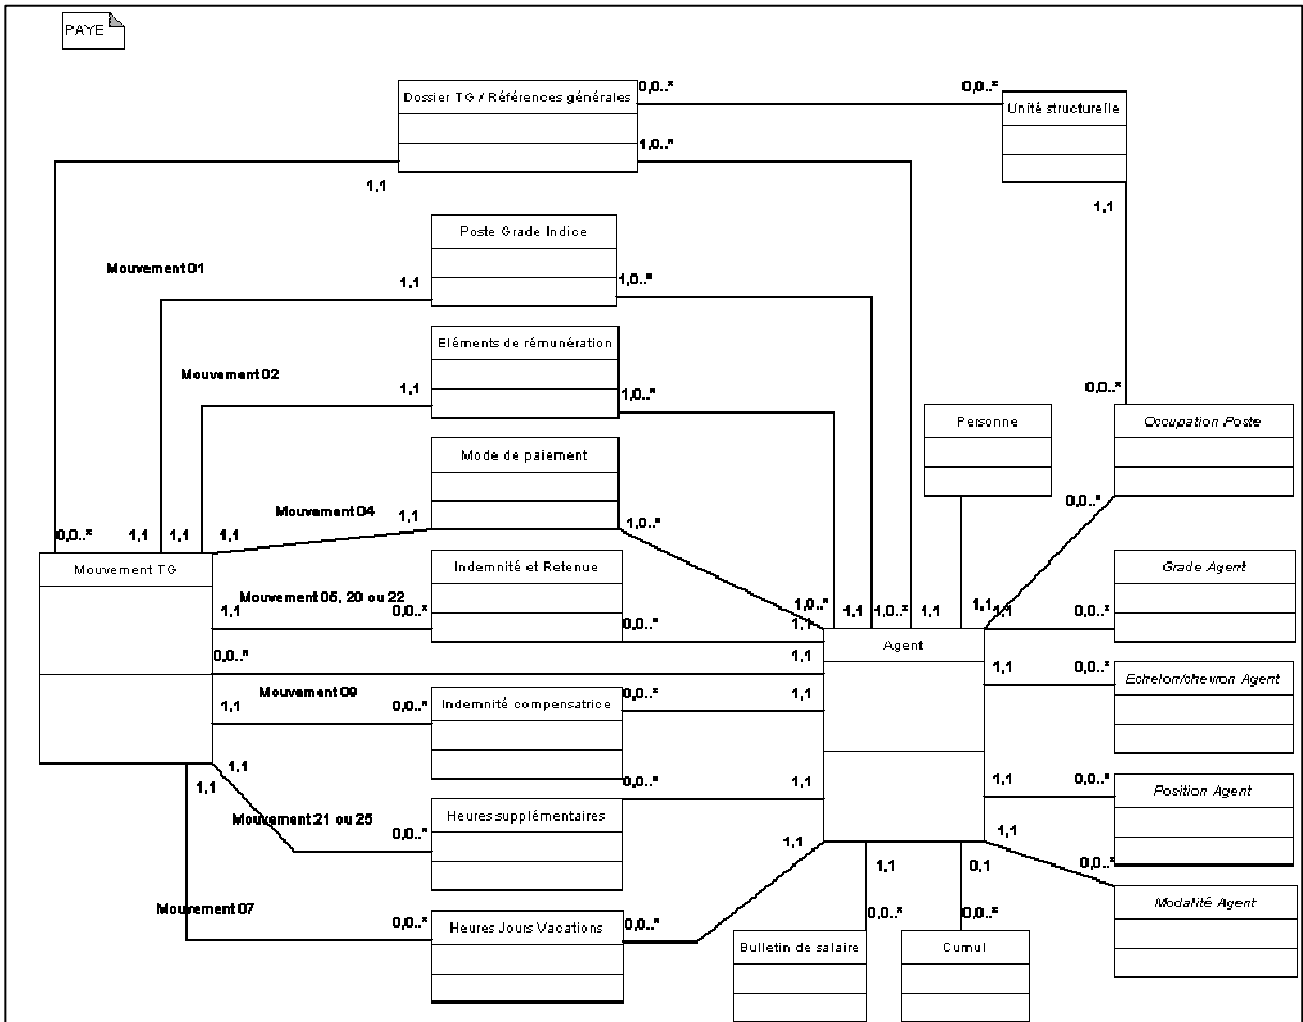 PAYE
0,0..*
0,0..*
Dossier TG / Références générales
Unité structurelle
1,0..*
1,1
1,1
Poste Grade Indice
Mouvement 01
1,1
1,0..*
Eléments de rémunération
Mouvement 02
1,1
1,0..*
0,0..*
Personne
Occupation Poste
Mode de paiement
0,0..*
Mouvement 04
1,1
1,0..*
0,0..*
1,1
1,1
1,1
Mouvement TG
Indemnité et Retenue
Grade Agent
Mouvement 05, 20 ou 22
1,1
0,0..*
1,0..*
1,1
1,0..*
1,1
1,1
1,1
0,0..*
0,0..*
1,1
Agent
0,0..*
1,1
1,1
0,0..*
Echelon/chevron Agent
Mouvement 09
1,1
0,0..*
Indemnité compensatrice
0,0..*
1,1
1,1
1,1
0,0..*
1,1
1,1
0,0..*
Position Agent
Mouvement 21 ou 25
0,0..*
Heures supplémentaires
1,1
1,1
1,1
0,1
0,0..*
Modalité Agent
Mouvement 07
0,0..*
Heures Jours Vacations
0,0..*
0,0..*
0,0..*
Bulletin de salaire
Cumul